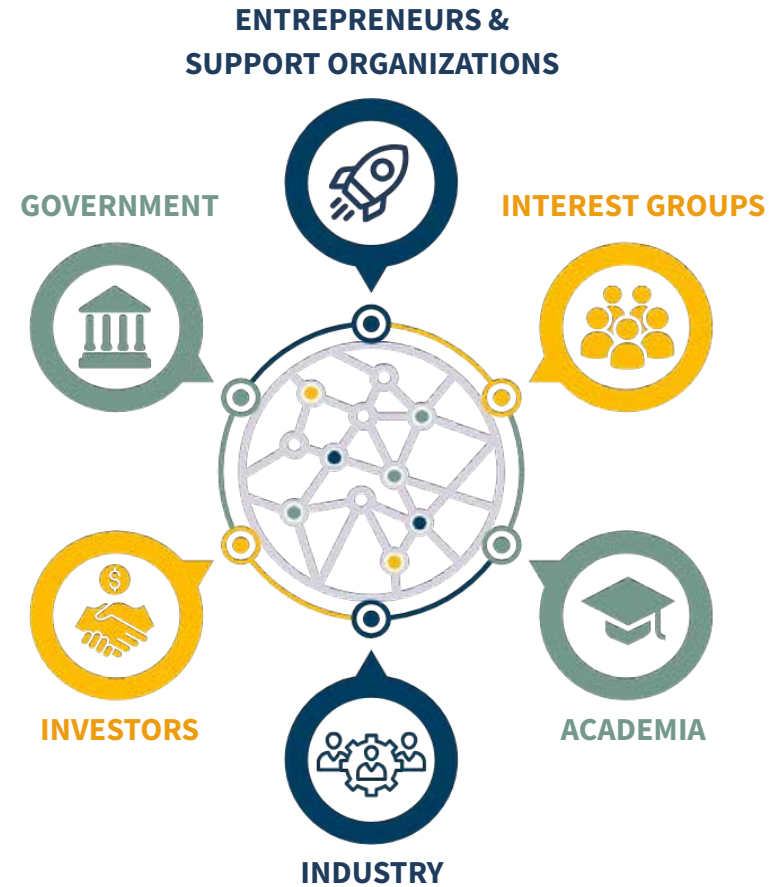 ENTREPRENEURS &
SUPPORT ORGANIZATIONS
GOVERNMENT
INTEREST GROUPS
$
INVESTORS
ACADEMIA
INDUSTRY